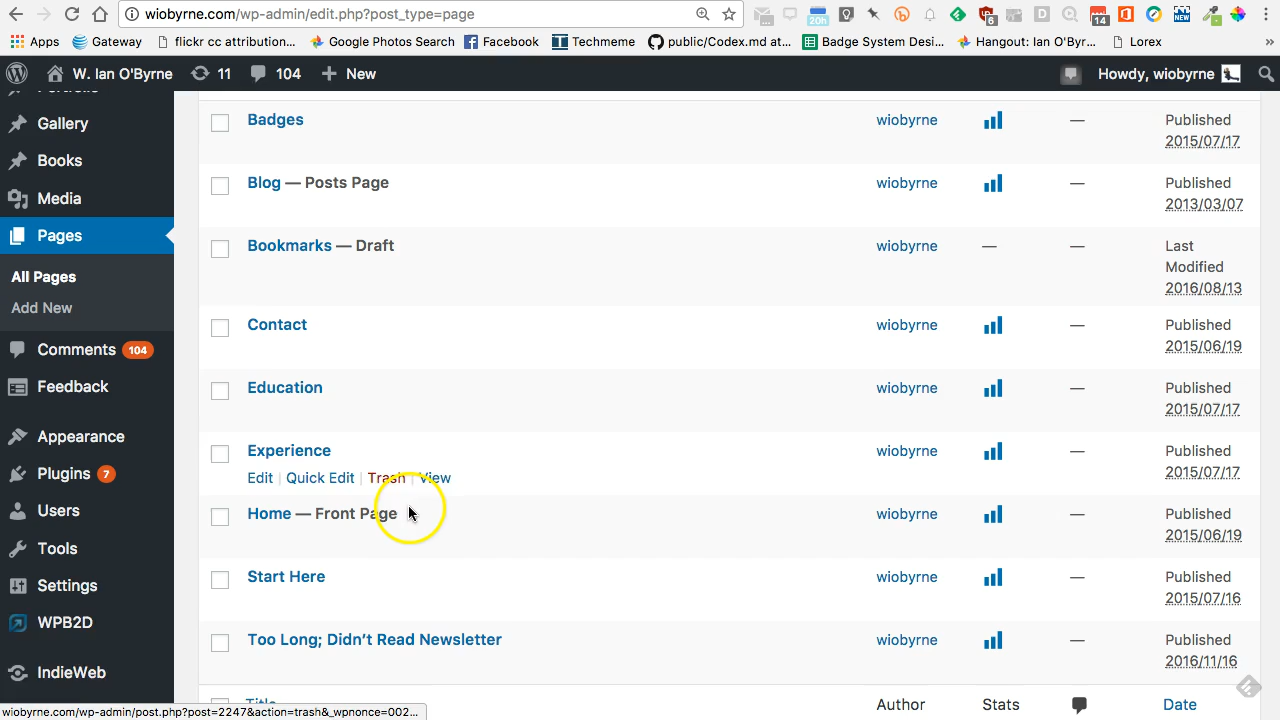 wiobyrne.com/wp-admin/edit.php?post_type=page
20h
6
14
NEW
Apps
Gateway
flickr cc attribution...
Google Photos Search
Facebook
Techmeme
public/Codex.md at...
Badge System Desi...
Hangout: Ian O'Byr...
Lorex
»
W. Ian O'Byrne
11
104
New
Howdy, wiobyrne
Gallery
Books
Media
Pages
All Pages
Add New
Comments 104
Feedback
Appearance
Plugins 7
Users
Tools
Settings
WPB2D
IndieWeb
Badges wiobyrne — Published
2015/07/17
Blog — Posts Page wiobyrne — Published
2013/03/07
Bookmarks — Draft wiobyrne — — Last
Modified
2016/08/13
Contact wiobyrne — Published
2015/06/19
Education wiobyrne — Published
2015/07/17
Experience wiobyrne — Published
Edit | Quick Edit | Trash | View 2015/07/17
Home — Front Page wiobyrne — Published
2015/06/19
Start Here wiobyrne — Published
2015/07/16
Too Long; Didn't Read Newsletter wiobyrne — Published
2016/11/16
Title Author Stats Date
wiobyrne.com/wp-admin/post.php?post=2247&action=trash&_wpnonce=002...